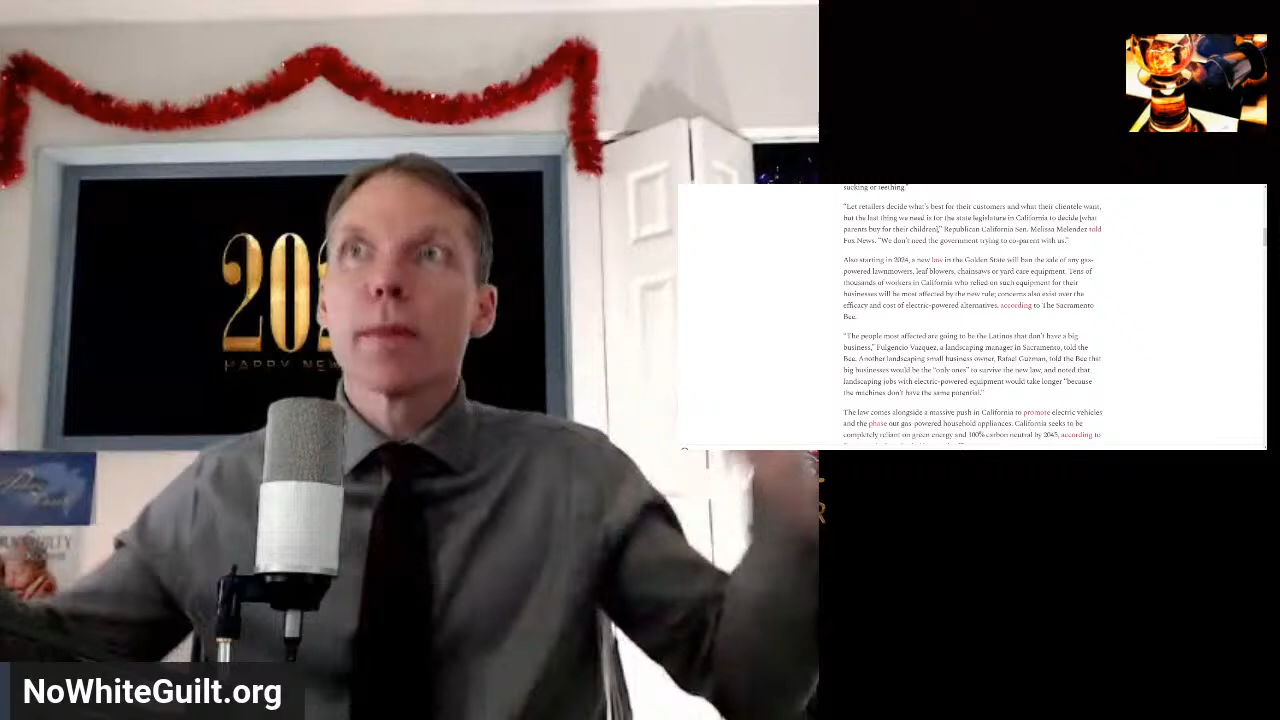 202
HAPPY NEW
sucking or teething."
"Let retailers decide what's best for their customers and what their clientele want,
but the last thing we need is for the state legislature in California to decide [what
parents buy for their children]," Republican California Sen. Melissa Melendez told
Fox News. "We don't need the government trying to co-parent with us."
Also starting in 2024, a new law in the Golden State will ban the sale of any gas-
powered lawnmowers, leaf blowers, chainsaws or yard care equipment. Tens of
thousands of workers in California who relied on such equipment for their
businesses will be most affected by the new rule; concerns also exist over the
efficacy and cost of electric-powered alternatives, according to The Sacramento
Bee.
"The people most affected are going to be the Latinos that don't have a big
business," Fulgencio Vazquez, a landscaping manager in Sacramento, told the
Bee. Another landscaping small business owner, Rafael Guzman, told the Bee that
big businesses would be the "only ones" to survive the new law, and noted that
landscaping jobs with electric-powered equipment would take longer "because
the machines don't have the same potential."
The law comes alongside a massive push in California to promote electric vehicles
and the phase out gas-powered household appliances. California seeks to be
completely reliant on green energy and 100% carbon neutral by 2045, according to
NoWhiteGuilt.org